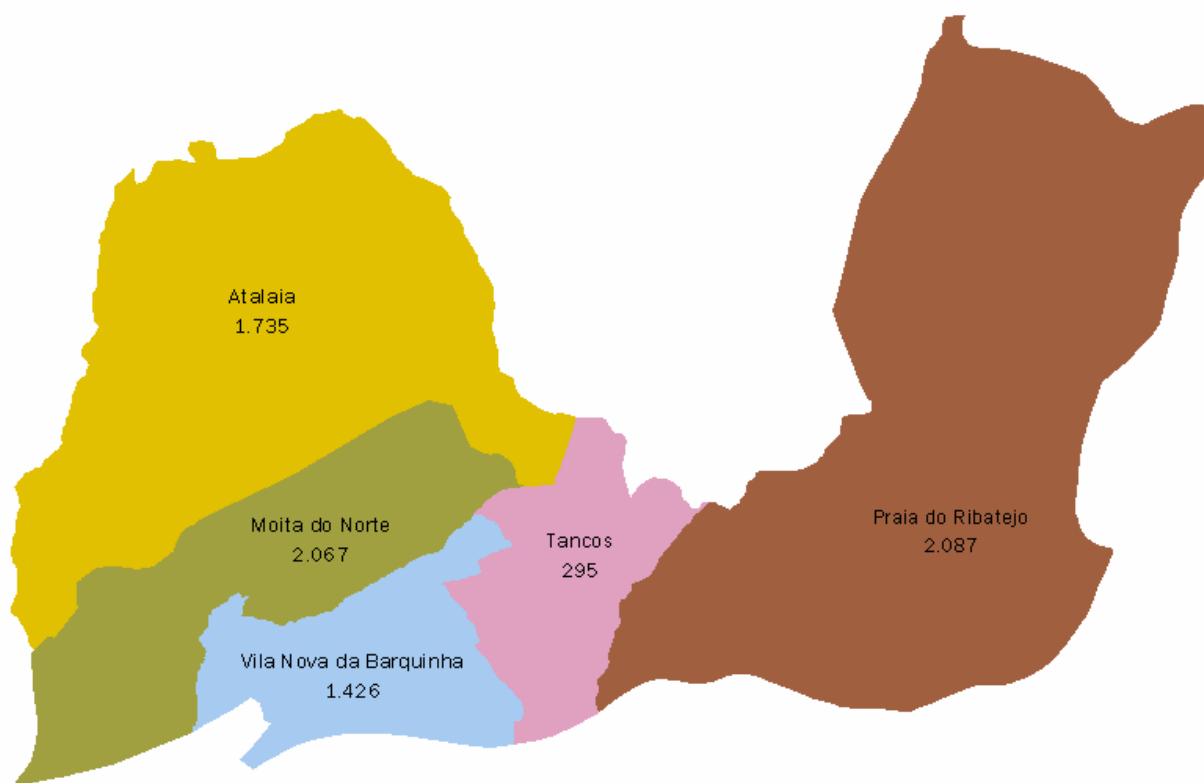 Atalaia
1.735
Moita do Norte
2.067
Tancos
295
Praia do Ribatejo
2.087
Vila Nova da Barquinha
1.426